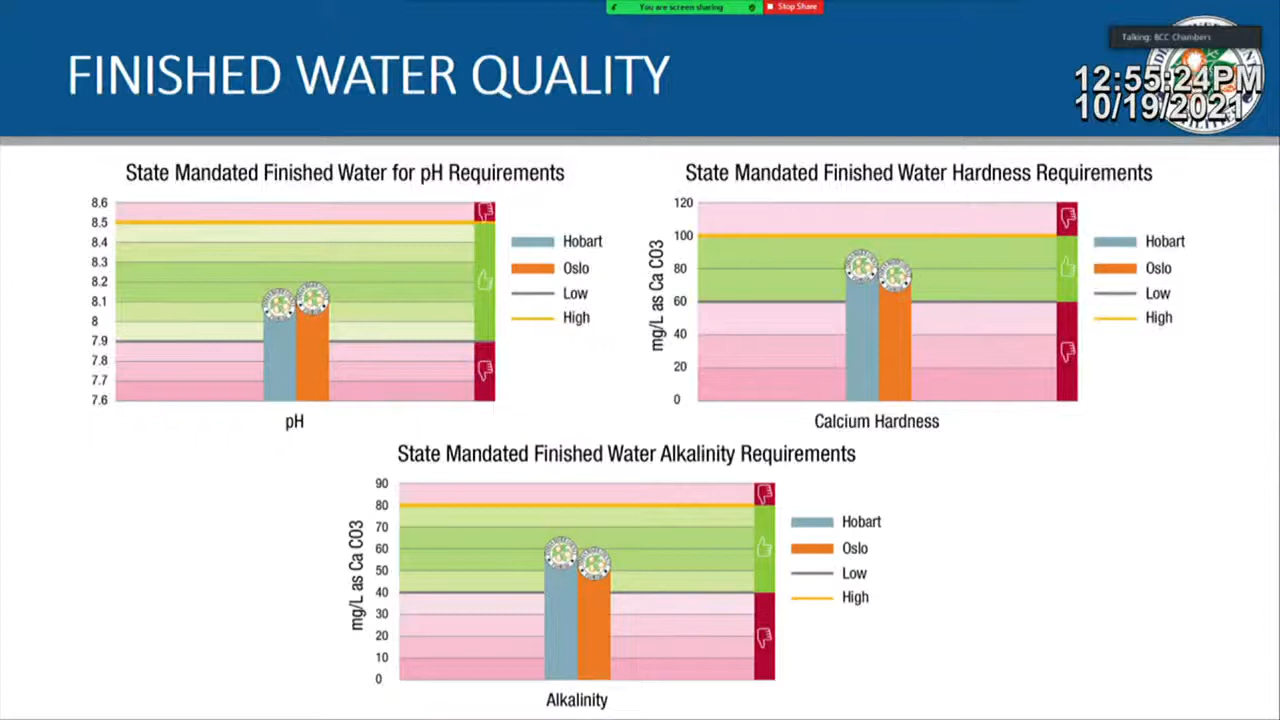 You are screen sharing
Stop Share
Talking: BCC Chambers
FINISHED WATER QUALITY
12:55:24PM
10/19/2021
State Mandated Finished Water for pH Requirements
8.6
8.5
8.4
8.3
8.2
8.1
8
7.9
7.8
7.7
7.6
pH
Hobart
Oslo
Low
High
State Mandated Finished Water Hardness Requirements
mg/L as Ca CO3
120
100
80
60
40
20
0
Calcium Hardness
Hobart
Oslo
Low
High
State Mandated Finished Water Alkalinity Requirements
mg/L as Ca CO3
90
80
70
60
50
40
30
20
10
0
Alkalinity
Hobart
Oslo
Low
High